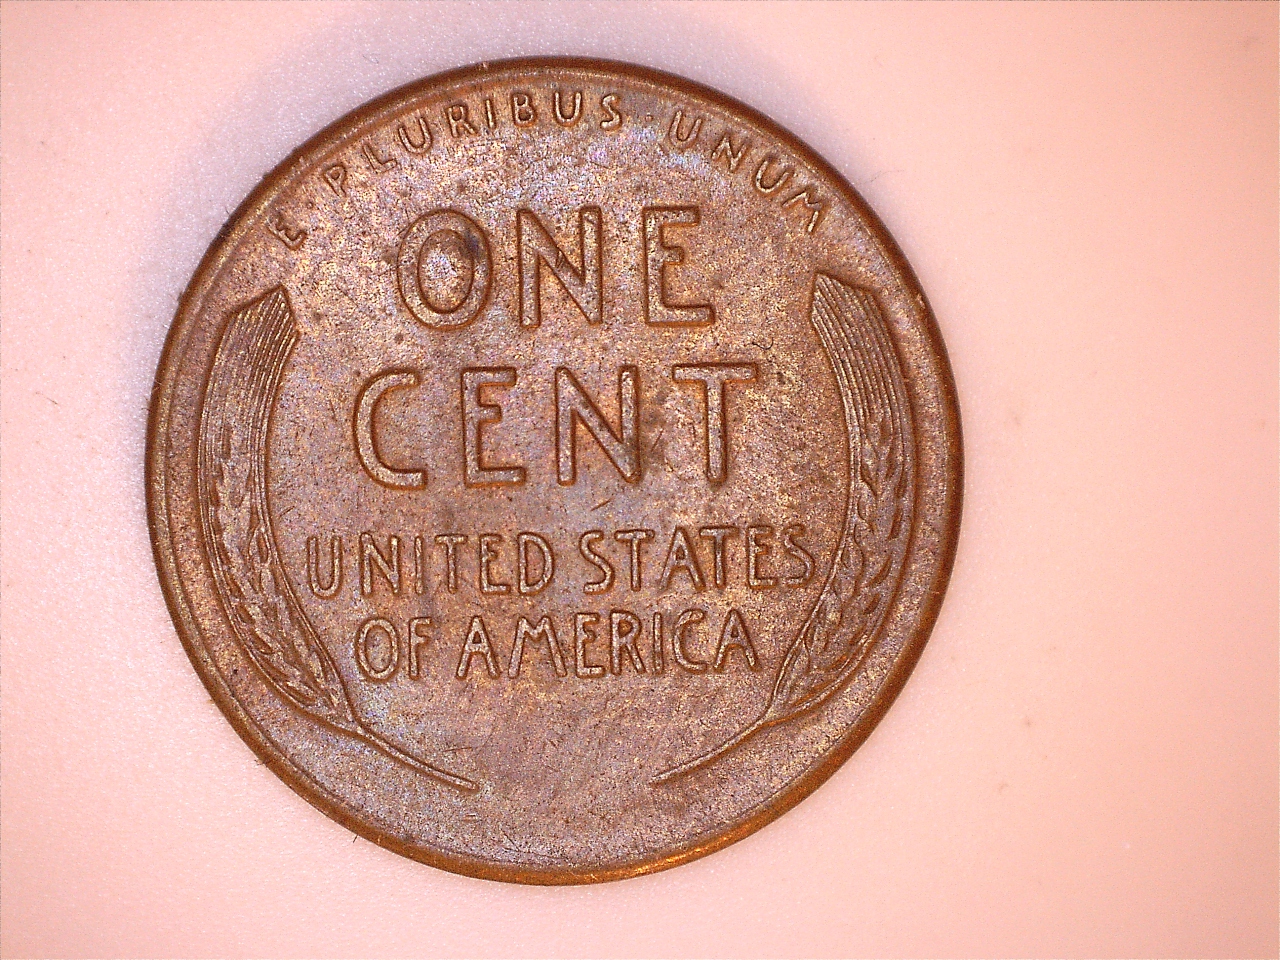 E · PLURIBUS · UNUM
ONE
CENT
UNITED STATES
OF AMERICA